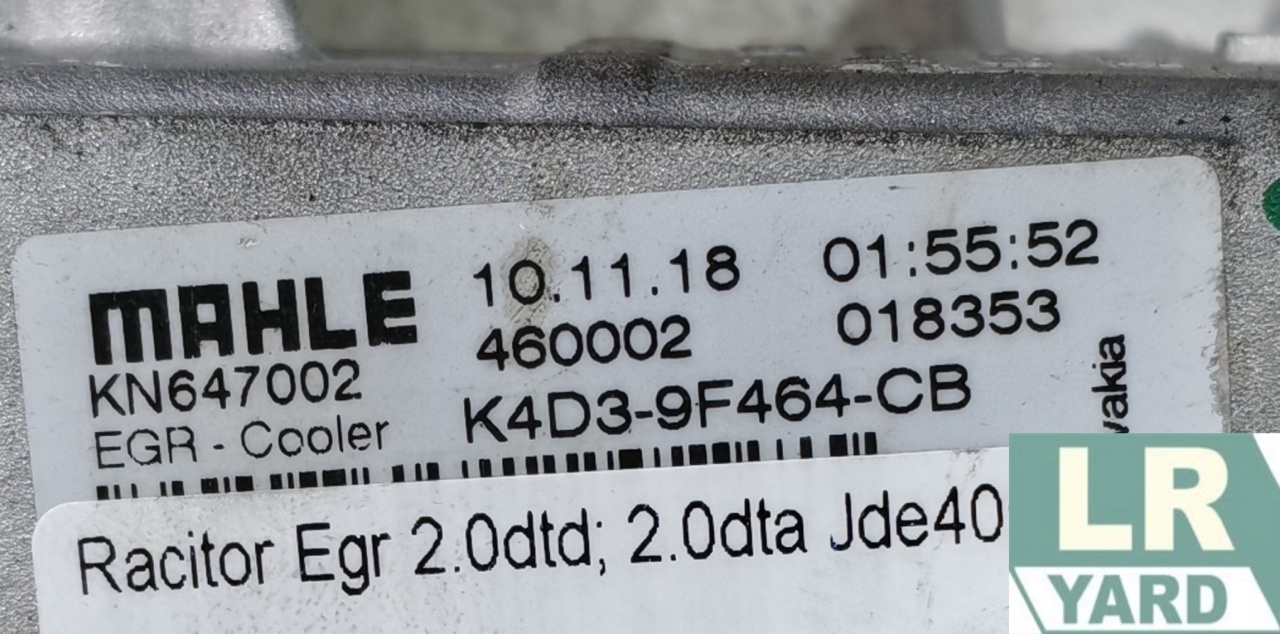 MAHLE 10.11.18 01:55:52
460002 018353
KN647002
K4D3-9F464-CB
EGR - Cooler
Racitor Egr 2.0dtd; 2.0dta Jde40
LR
YARD